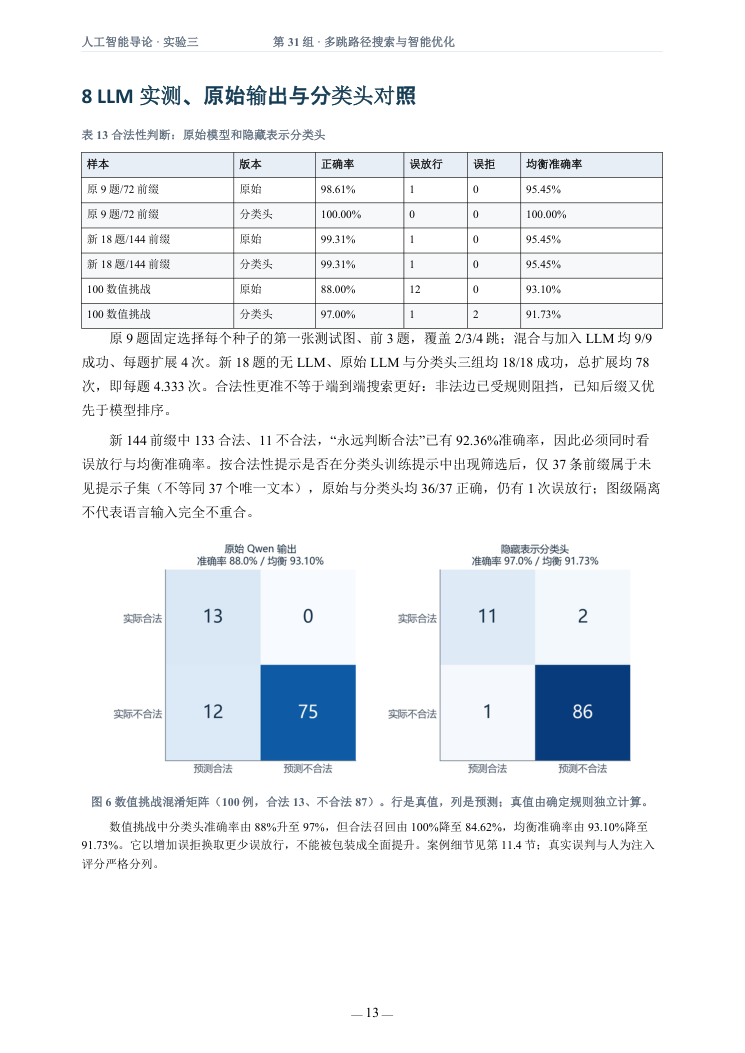 人工智能导论 · 实验三 第 31 组 · 多跳路径搜索与智能优化
8 LLM 实测、原始输出与分类头对照
表 13 合法性判断：原始模型和隐藏表示分类头
样本 版本 正确率 误放行 误拒 均衡准确率
原 9 题/72 前缀 原始 98.61% 1 0 95.45%
原 9 题/72 前缀 分类头 100.00% 0 0 100.00%
新 18 题/144 前缀 原始 99.31% 1 0 95.45%
新 18 题/144 前缀 分类头 99.31% 1 0 95.45%
100 数值挑战 原始 88.00% 12 0 93.10%
100 数值挑战 分类头 97.00% 1 2 91.73%
原 9 题固定选择每个种子的第一张测试图、前 3 题，覆盖 2/3/4 跳；混合与加入 LLM 均 9/9
成功、每题扩展 4 次。新 18 题的无 LLM、原始 LLM 与分类头三组均 18/18 成功，总扩展均 78
次，即每题 4.333 次。合法性更准不等于端到端搜索更好：非法边已受规则阻挡，已知后缀又优
先于模型排序。
新 144 前缀中 133 合法、11 不合法，“永远判断合法”已有 92.36%准确率，因此必须同时看
误放行与均衡准确率。按合法性提示是否在分类头训练提示中出现筛选后，仅 37 条前缀属于未
见提示子集（不等同 37 个唯一文本），原始与分类头均 36/37 正确，仍有 1 次误放行；图级隔离
不代表语言输入完全不重合。
原始 Qwen 输出
准确率 88.0% / 均衡 93.10%
实际合法 13 0
实际不合法 12 75
预测合法 预测不合法
隐藏表示分类头
准确率 97.0% / 均衡 91.73%
实际合法 11 2
实际不合法 1 86
预测合法 预测不合法
图 6 数值挑战混淆矩阵（100 例，合法 13、不合法 87）。行是真值，列是预测；真值由确定规则独立计算。
数值挑战中分类头准确率由 88%升至 97%，但合法召回由 100%降至 84.62%，均衡准确率由 93.10%降至
91.73%。它以增加误拒换取更少误放行，不能被包装成全面提升。案例细节见第 11.4 节；真实误判与人为注入
评分严格分列。
— 13 —